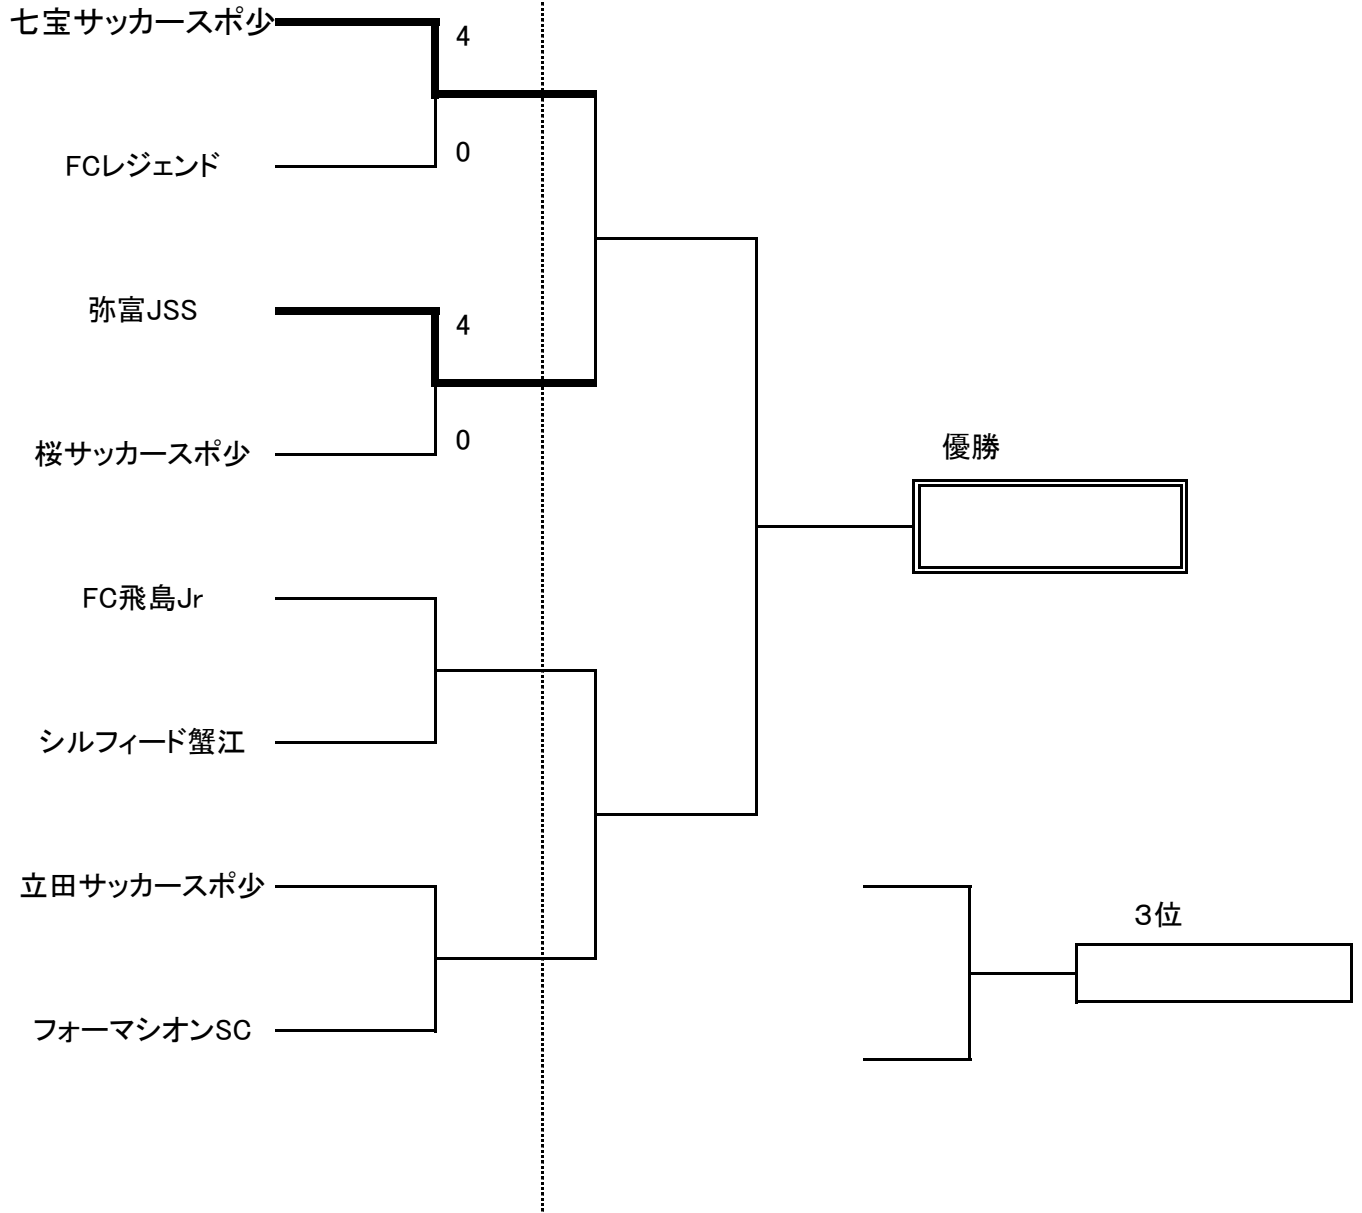 七宝サッカースポ少
4
0
FCレジェンド
弥富JSS
4
0
桜サッカースポ少
優勝
FC飛島Jr
シルフィード蟹江
立田サッカースポ少
３位
フォーマシオンSC